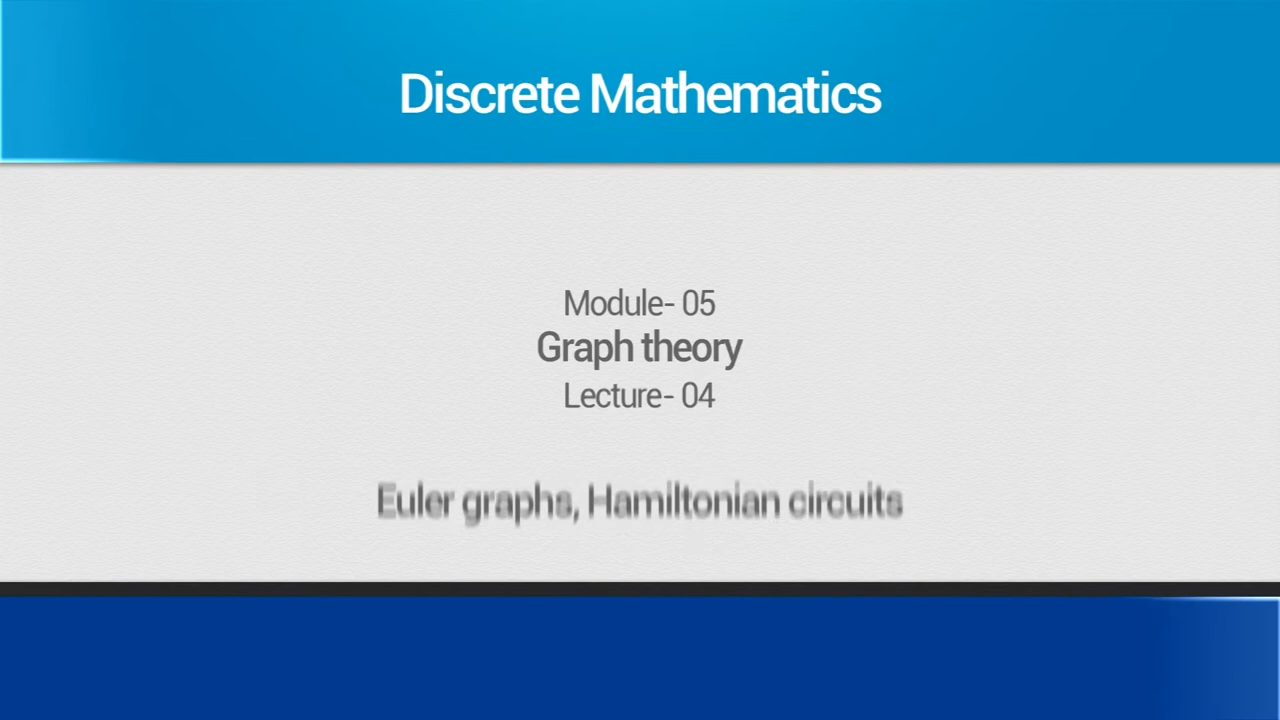 Discrete Mathematics
Module- 05
Graph theory
Lecture- 04
Euler graphs, Hamiltonian circuits